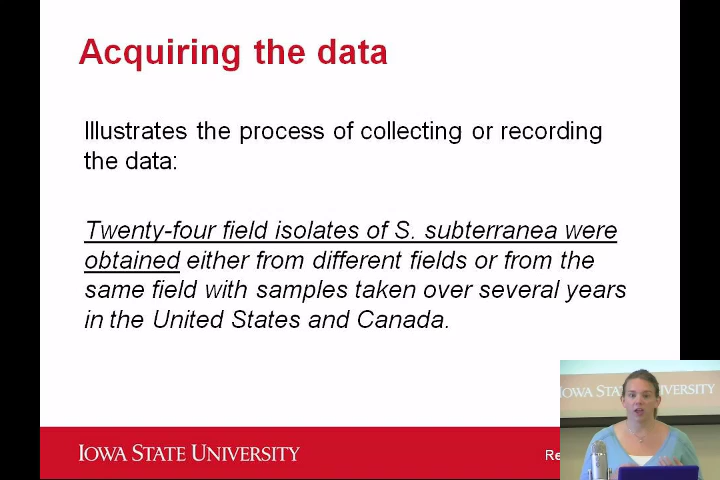 Acquiring the data
Illustrates the process of collecting or recording
the data:
Twenty-four field isolates of S. subterranea were
obtained either from different fields or from the
same field with samples taken over several years
in the United States and Canada.
IOWA STATE UNIVERSITY